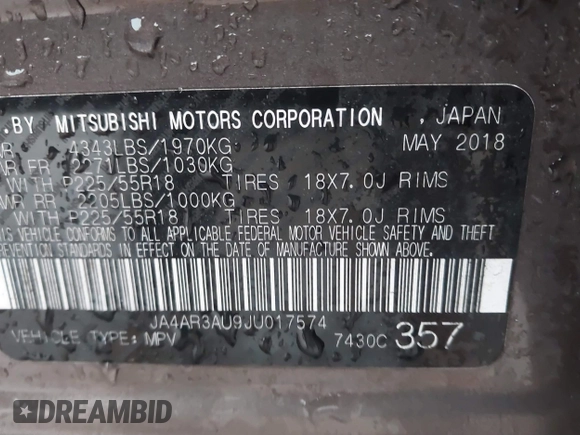 .BY MITSUBISHI MOTORS CORPORATION , JAPAN
4343LBS/1970KG MAY 2018
WR FR 2271LBS/1030KG
WITH P225/55R18 TIRES 18X7.0J RIMS
WR RR 2205LBS/1000KG
WITH P225/55R18 TIRES 18X7.0J RIMS
THIS VEHICLE CONFORMS TO ALL APPLICABLE FEDERAL MOTOR VEHICLE SAFETY AND THEFT
PREVENTION STANDARDS IN EFFECT ON THE DATE OF MANUFACTURE SHOWN ABOVE.
JA4AR3AU9JU017574
VEHICLE TYPE: MPV 7430C 357
DREAMBID